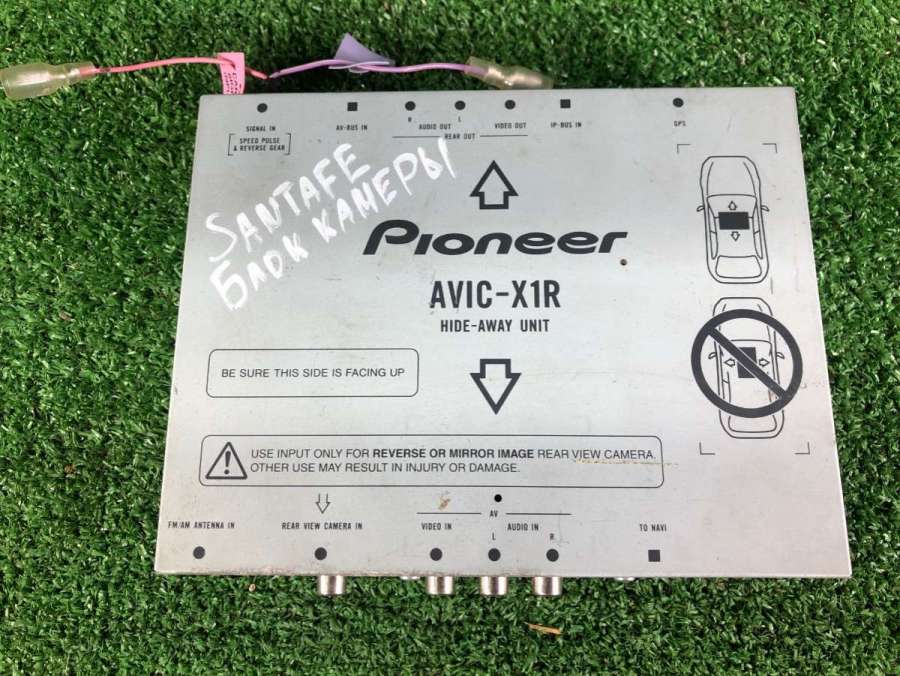 SIGNAL IN
SPEED PULSE
& REVERSE GEAR
AV-BUS IN
R
L
AUDIO OUT
VIDEO OUT
REAR OUT
IP-BUS IN
GPS
SANTAFE
БЛОК КАМЕРЫ
Pioneer
AVIC-X1R
HIDE-AWAY UNIT
BE SURE THIS SIDE IS FACING UP
USE INPUT ONLY FOR REVERSE OR MIRROR IMAGE REAR VIEW CAMERA.
OTHER USE MAY RESULT IN INJURY OR DAMAGE.
FM/AM ANTENNA IN
REAR VIEW CAMERA IN
AV
VIDEO IN
AUDIO IN
L
R
TO NAVI